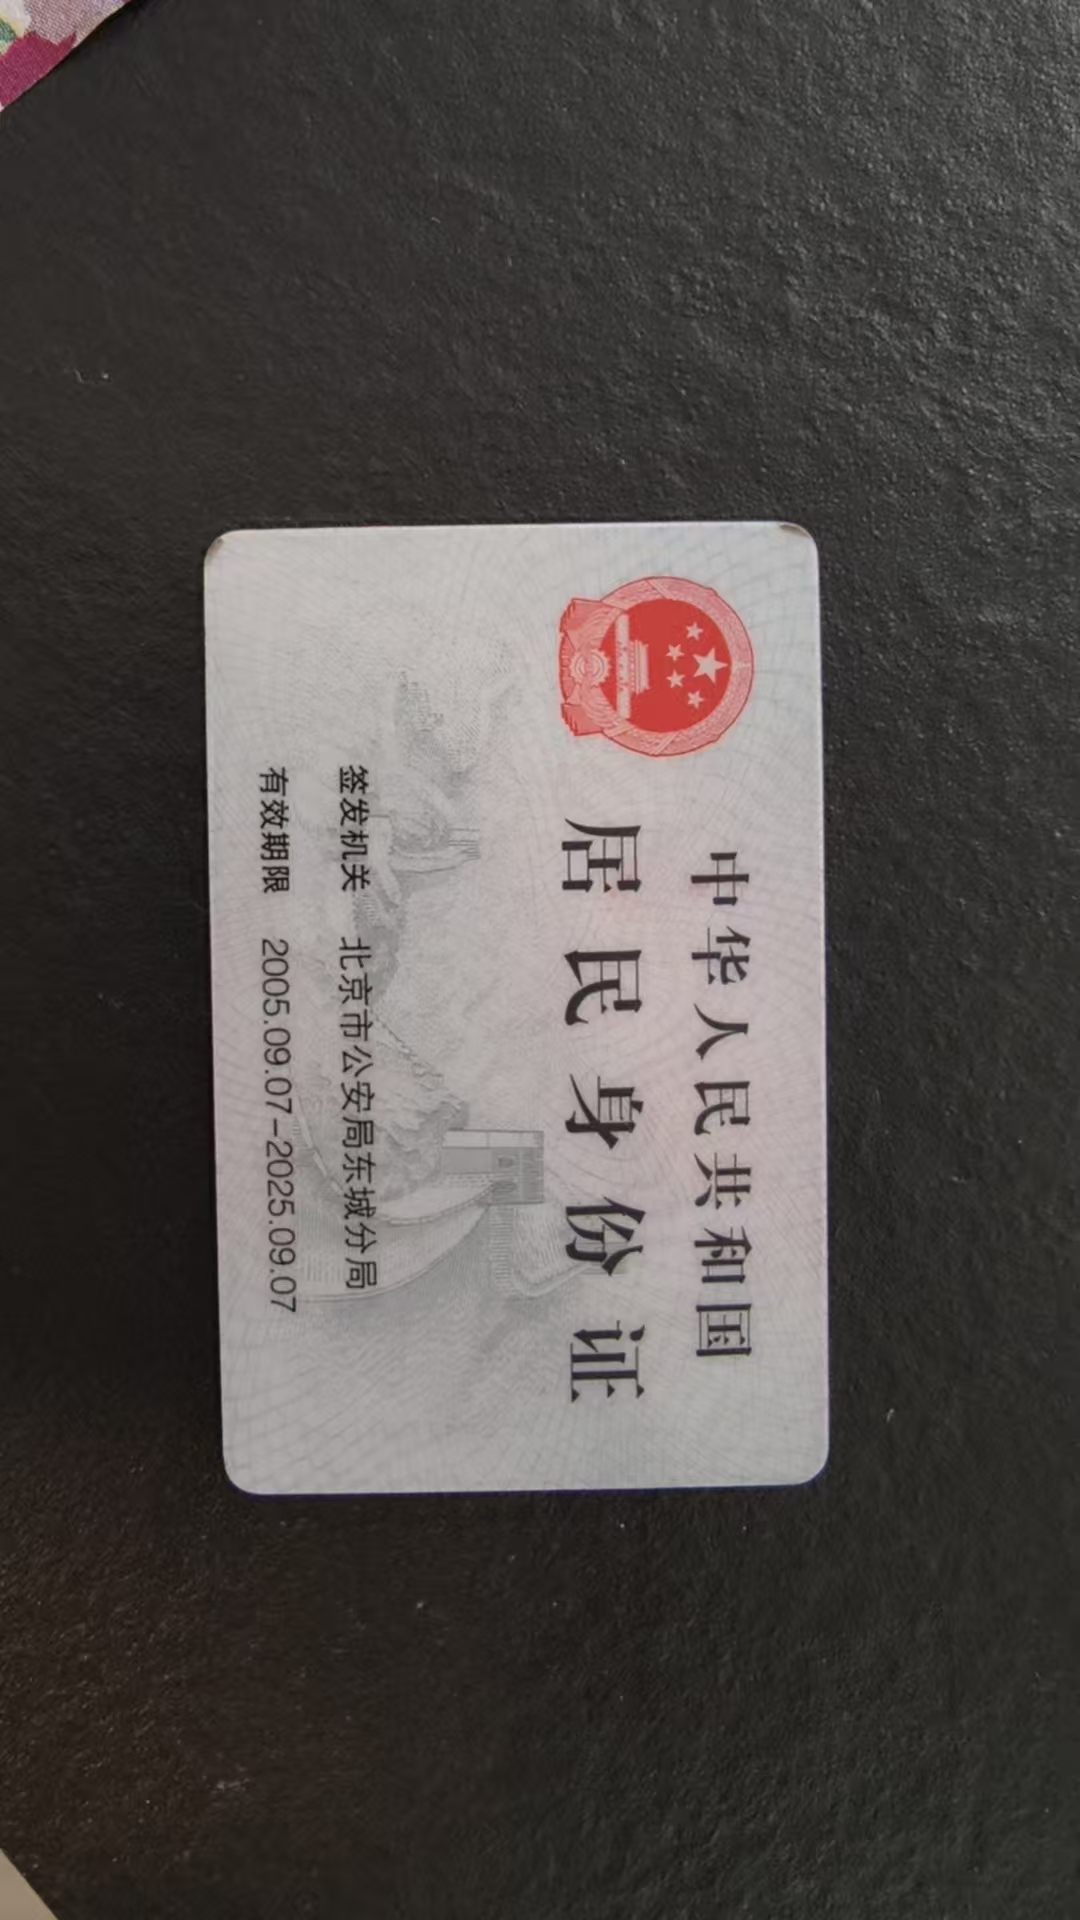 中华人民共和国
居民身份证
签发机关 北京市公安局东城分局
有效期限 2005.09.07-2025.09.07